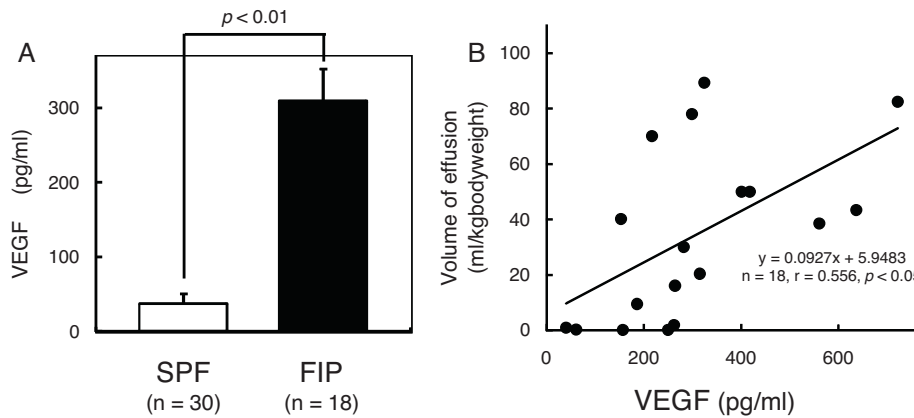 A
p < 0.01
VEGF (pg/ml)
300
200
100
0
SPF
(n = 30)
FIP
(n = 18)
B
Volume of effusion
(ml/kgbodyweight)
100
80
60
40
20
0
y = 0.0927x + 5.9483
n = 18, r = 0.556, p < 0.05
0 200 400 600
VEGF (pg/ml)